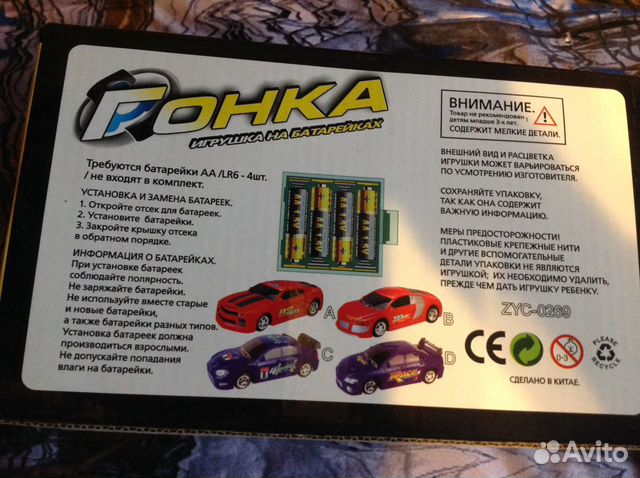 ГОНКА
ИГРУШКА НА БАТАРЕЙКАХ
Требуются батарейки AA /LR6 - 4шт.
/ не входят в комплект.
УСТАНОВКА И ЗАМЕНА БАТАРЕЕК.
1. Откройте отсек для батареек.
2. Установите батарейки.
3. Закройте крышку отсека
в обратном порядке.
ИНФОРМАЦИЯ О БАТАРЕЙКАХ.
При установке батареек
соблюдайте полярность.
Не заряжайте батарейки.
Не используйте вместе старые
и новые батарейки,
а также батарейки разных типов.
Установка батареек должна
производиться взрослыми.
Не допускайте попадания
влаги на батарейки.
A
B
C
D
ВНИМАНИЕ.
Товар не рекомендован
детям младше 3-х лет.
СОДЕРЖИТ МЕЛКИЕ ДЕТАЛИ.
ВНЕШНИЙ ВИД И РАСЦВЕТКА
ИГРУШКИ МОЖЕТ ВАРЬИРОВАТЬСЯ
ПО УСМОТРЕНИЮ ИЗГОТОВИТЕЛЯ.
СОХРАНЯЙТЕ УПАКОВКУ,
ТАК КАК ОНА СОДЕРЖИТ
ВАЖНУЮ ИНФОРМАЦИЮ.
МЕРЫ ПРЕДОСТОРОЖНОСТИ!
ПЛАСТИКОВЫЕ КРЕПЕЖНЫЕ НИТИ
И ДРУГИЕ ВСПОМОГАТЕЛЬНЫЕ
ДЕТАЛИ УПАКОВКИ НЕ ЯВЛЯЮТСЯ
ИГРУШКОЙ; ИХ НЕОБХОДИМО УДАЛИТЬ,
ПРЕЖДЕ ЧЕМ ДАТЬ ИГРУШКУ РЕБЕНКУ.
ZYC-0269
CE
0-3
PLEASE
RECYCLE
СДЕЛАНО В КИТАЕ.
Avito